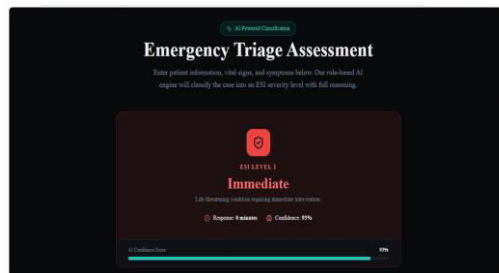 AI-Powered Classification
Emergency Triage Assessment
Enter patient information, vital signs, and symptoms below. Our rule-based AI
engine will classify the case into an ESI severity level with full reasoning.
ESI LEVEL 1
Immediate
Life-threatening condition requiring immediate intervention
Response: 0 minutes Confidence: 93%
AI Confidence Score 93%